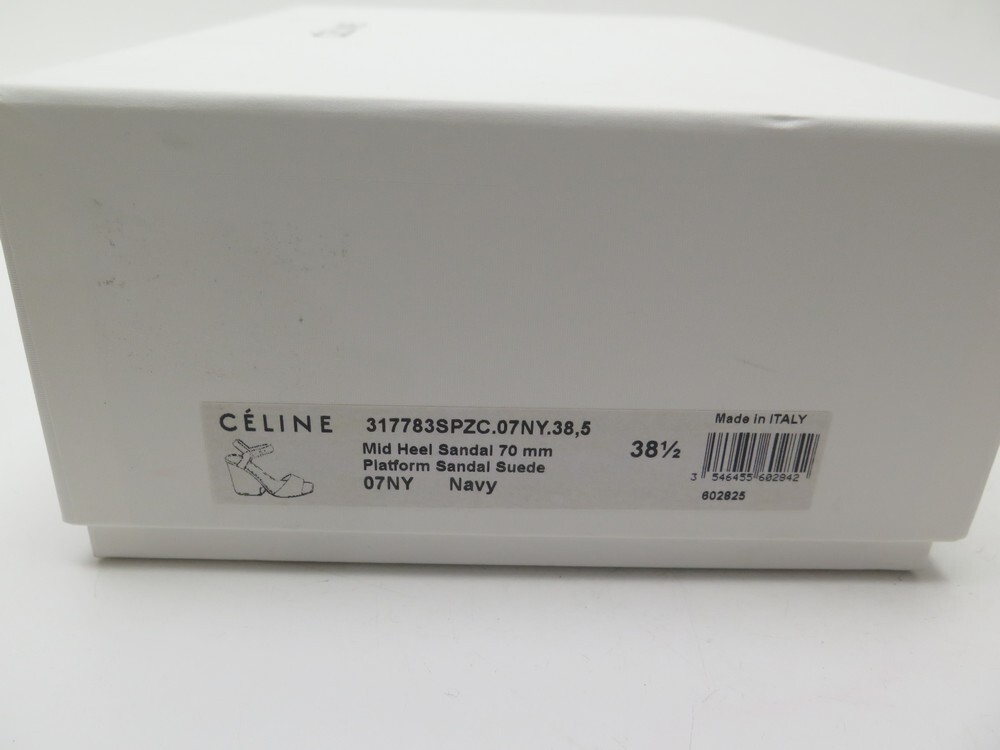 CÉLINE
317783SPZC.07NY.38,5
Mid Heel Sandal 70 mm
Platform Sandal Suede
07NY Navy
38½
Made in ITALY
3 546455 602842
602825